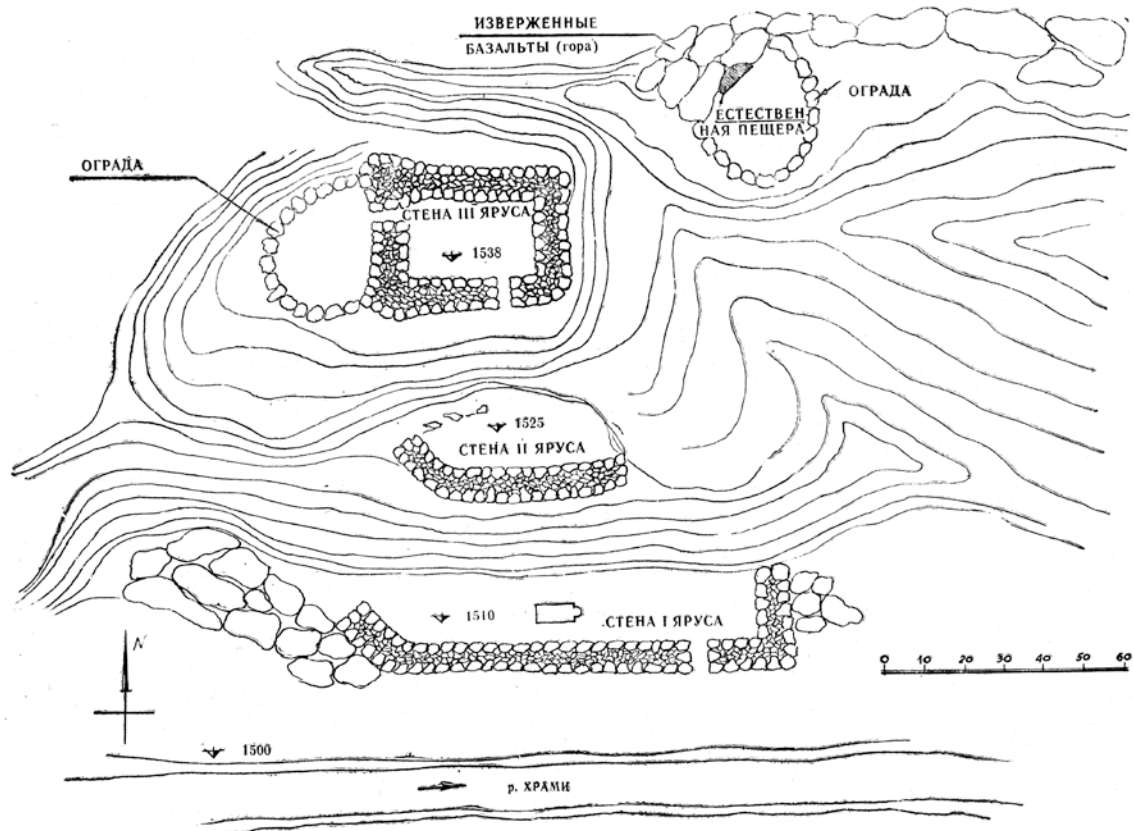 ИЗВЕРЖЕННЫЕ
БАЗАЛЬТЫ (гора)
ОГРАДА
ЕСТЕСТВЕН
НАЯ ПЕЩЕРА
ОГРАДА
СТЕНА III ЯРУСА
1538
1525
СТЕНА II ЯРУСА
1510
СТЕНА I ЯРУСА
N
0 10 20 30 40 50 60
1500
р. ХРАМИ